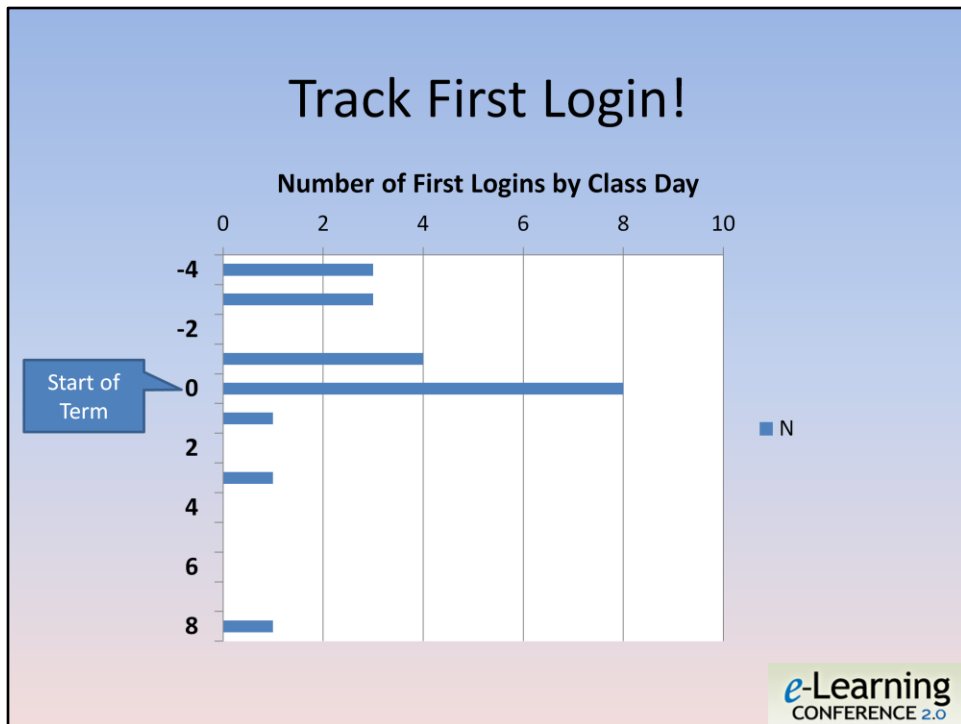 Track First Login!
Number of First Logins by Class Day
0 2 4 6 8 10
-4
-2
Start of
Term
0
2
N
4
6
8
e-Learning
CONFERENCE 2.0